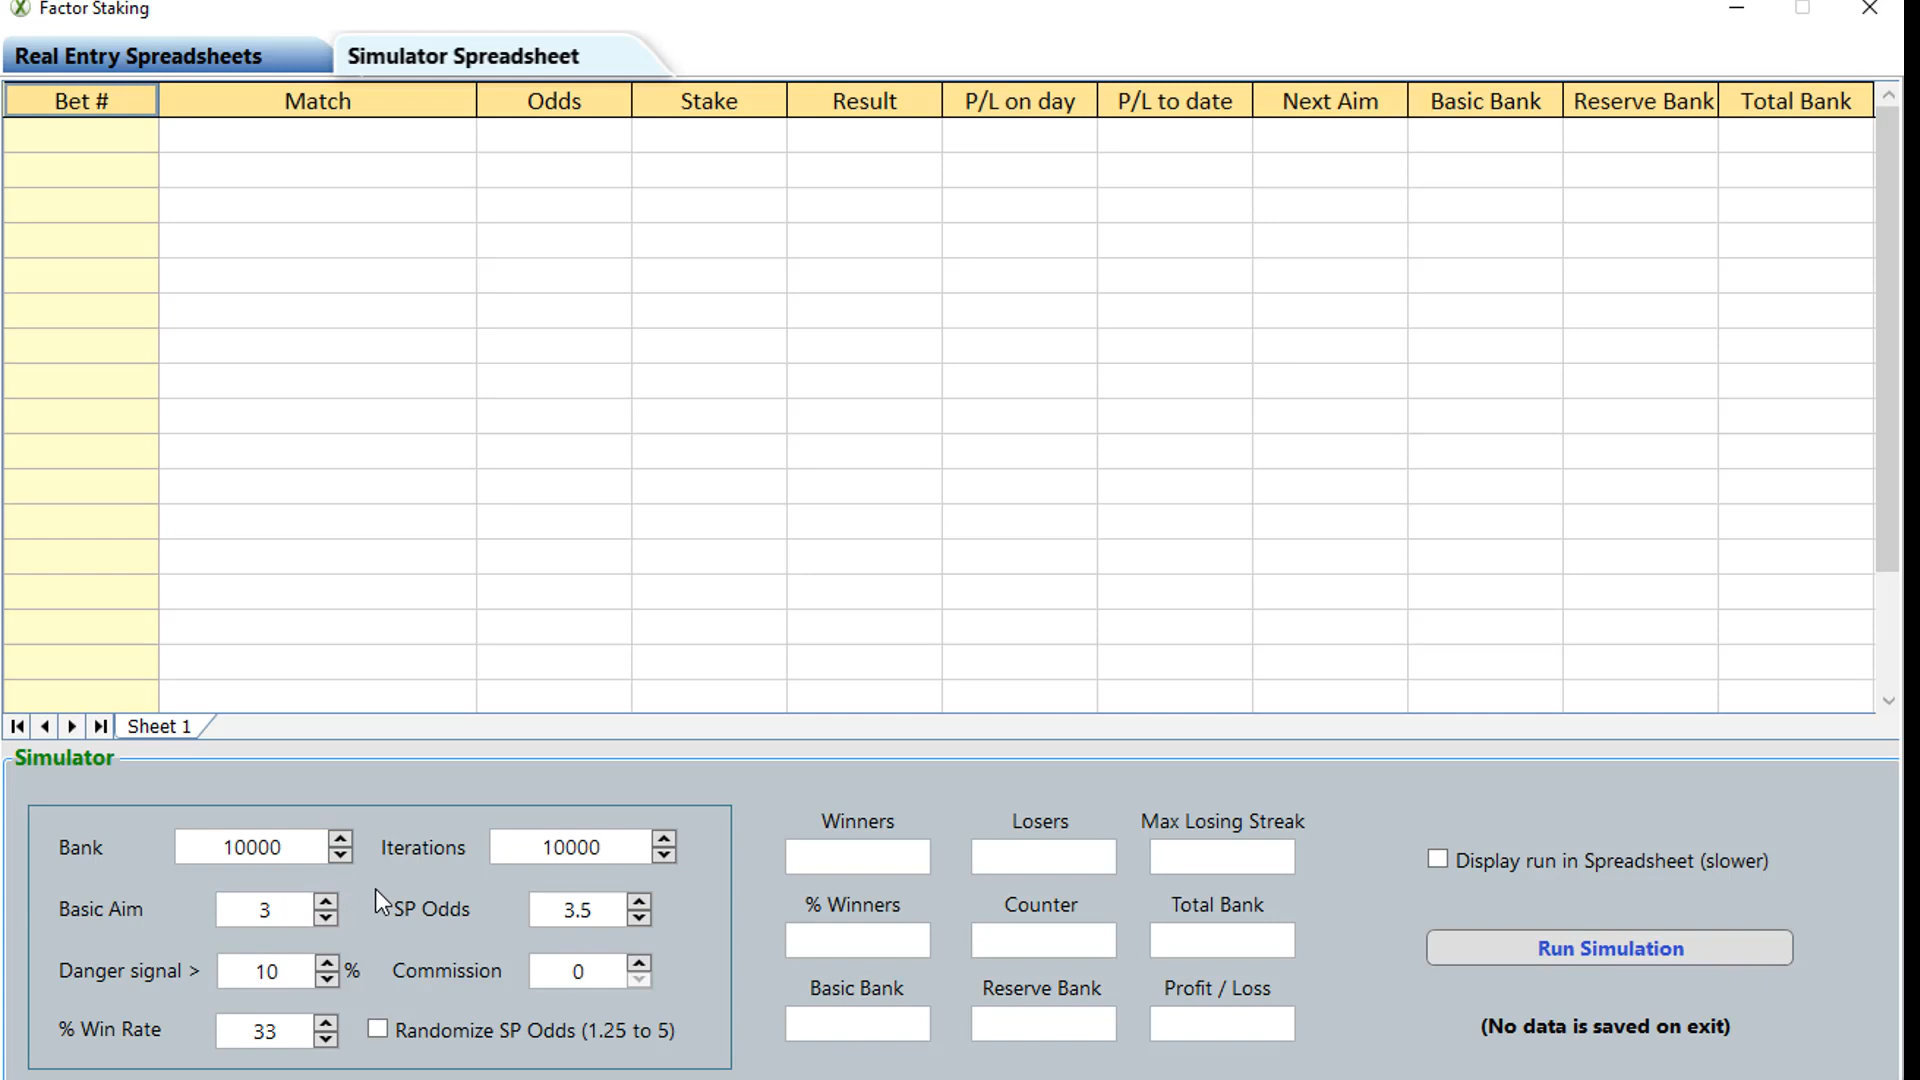 Factor Staking
Real Entry Spreadsheets Simulator Spreadsheet
Bet # Match Odds Stake Result P/L on day P/L to date Next Aim Basic Bank Reserve Bank Total Bank
Sheet 1
Simulator
Bank 10000 Iterations 10000
Basic Aim 3 SP Odds 3.5
Danger signal > 10 % Commission 0
% Win Rate 33 Randomize SP Odds (1.25 to 5)
Winners Losers Max Losing Streak
% Winners Counter Total Bank
Basic Bank Reserve Bank Profit / Loss
Display run in Spreadsheet (slower)
Run Simulation
(No data is saved on exit)